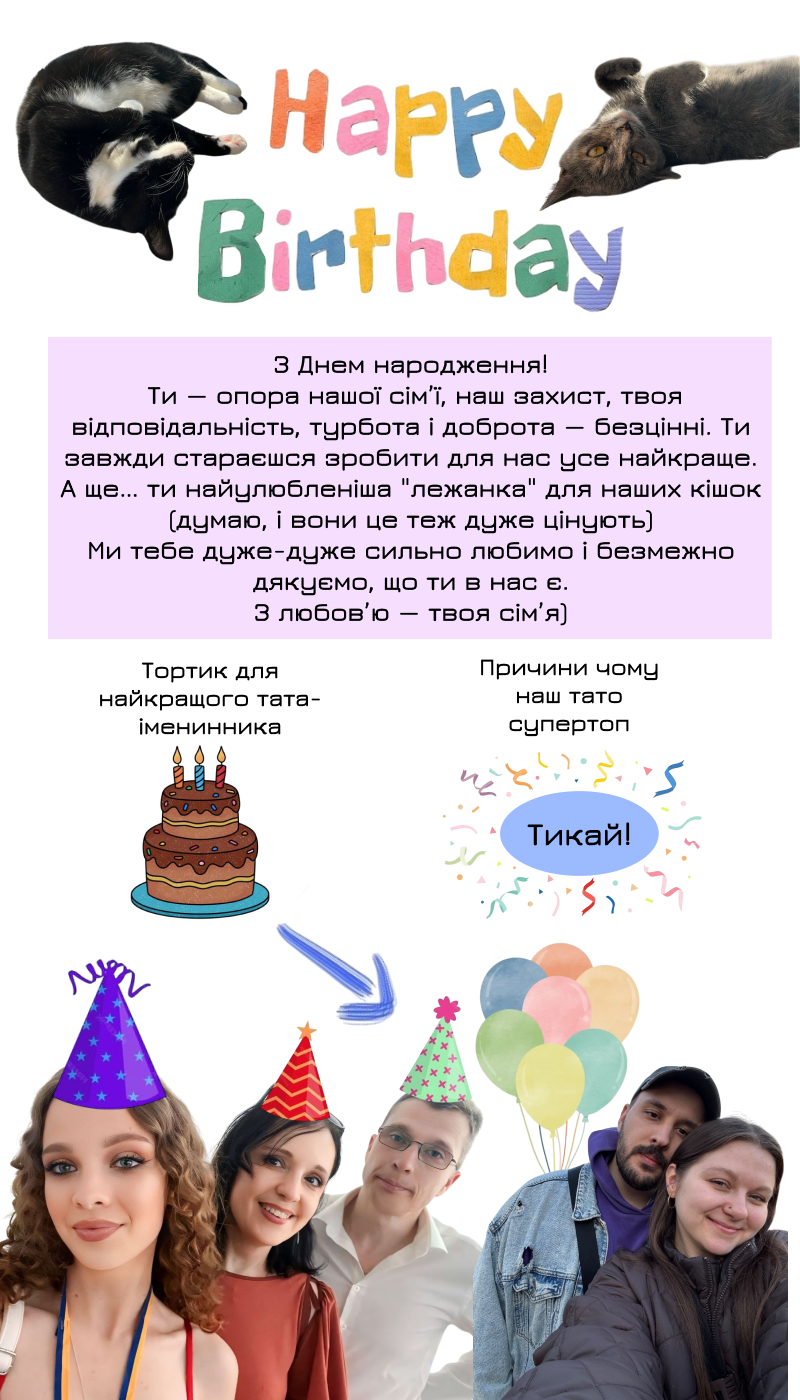 Happy
Birthday
З Днем народження!
Ти — опора нашої сім’ї, наш захист, твоя
відповідальність, турбота і доброта — безцінні. Ти
завжди стараєшся зробити для нас усе найкраще.
А ще... ти найулюбленіша "лежанка" для наших кішок
(думаю, і вони це теж дуже цінують)
Ми тебе дуже-дуже сильно любимо і безмежно
дякуємо, що ти в нас є.
З любов’ю — твоя сім’я)
Тортик для
найкращого тата-
іменинника
Причини чому
наш тато
супертоп
Тикай!